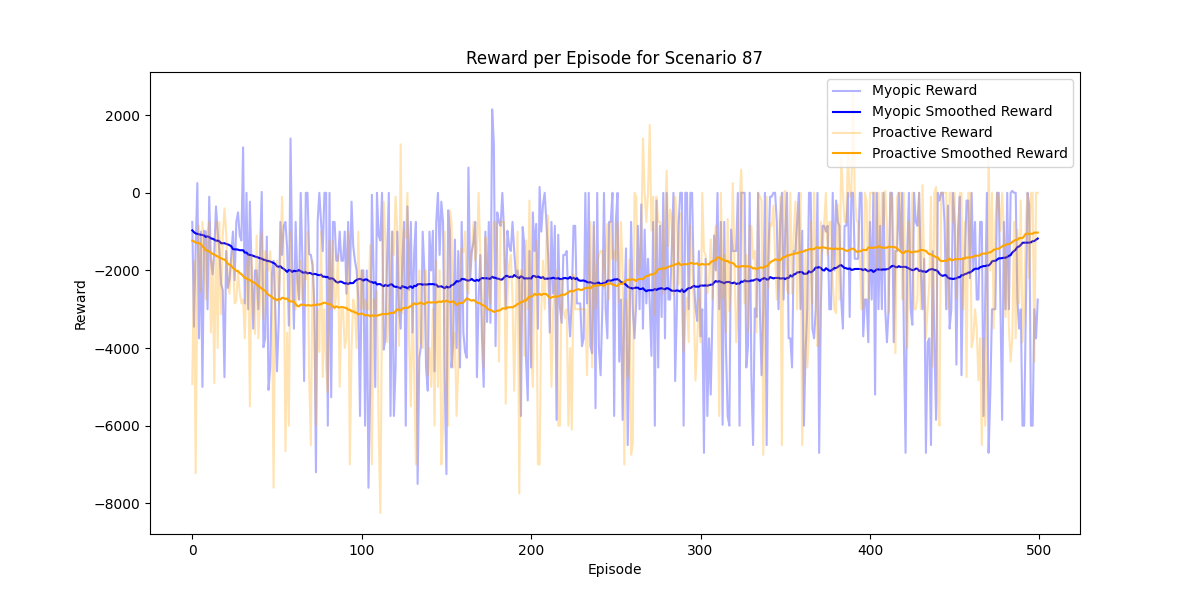 Reward per Episode for Scenario 87
Myopic Reward
Myopic Smoothed Reward
Proactive Reward
Proactive Smoothed Reward
2000
0
−2000
−4000
−6000
−8000
Reward
0 100 200 300 400 500
Episode